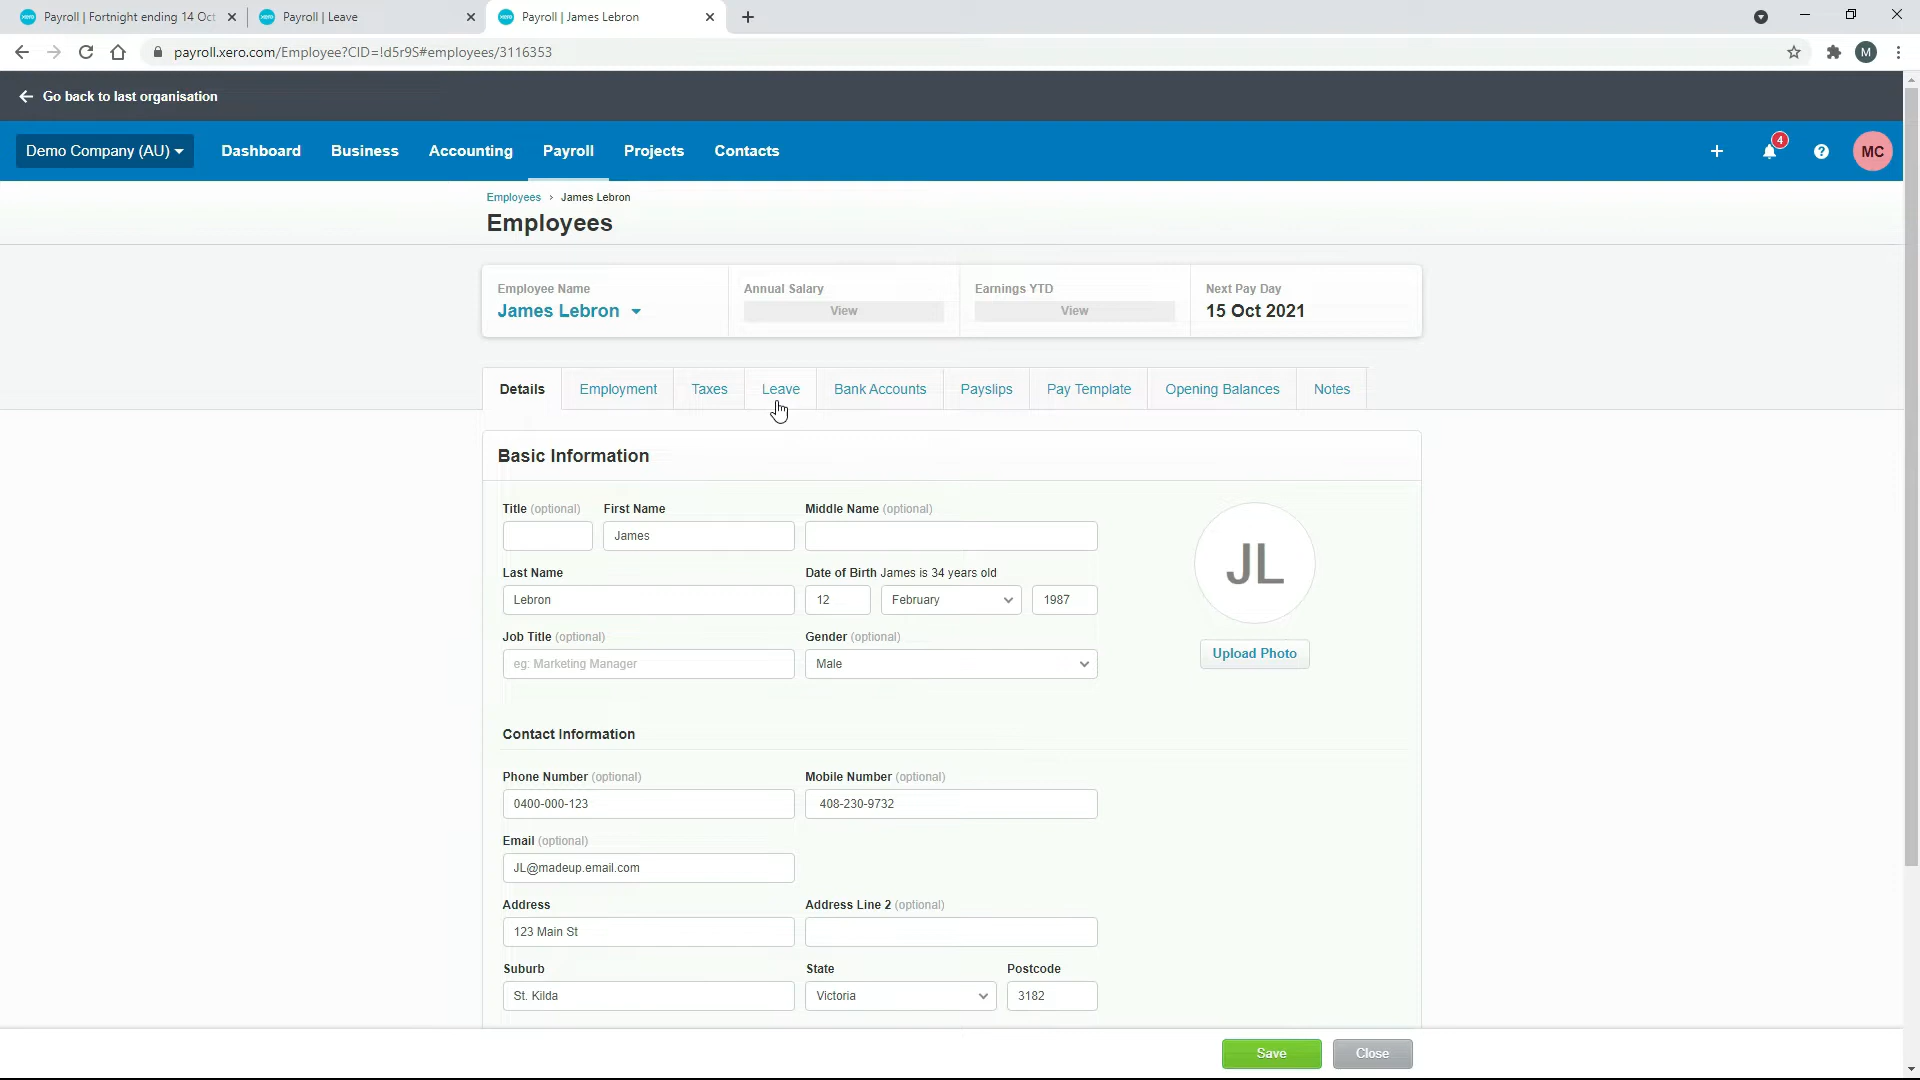 Payroll | Fortnight ending 14 Oct
Payroll | Leave
Payroll | James Lebron
payroll.xero.com/Employee?CID=!d5r9S#employees/3116353
M
Go back to last organisation
Demo Company (AU)
Dashboard
Business
Accounting
Payroll
Projects
Contacts
4
MC
Employees › James Lebron
Employees
Employee Name
James Lebron
Annual Salary
View
Earnings YTD
View
Next Pay Day
15 Oct 2021
Details
Employment
Taxes
Leave
Bank Accounts
Payslips
Pay Template
Opening Balances
Notes
Basic Information
Title (optional)
First Name
James
Middle Name (optional)
Last Name
Lebron
Date of Birth James is 34 years old
12
February
1987
Job Title (optional)
eg: Marketing Manager
Gender (optional)
Male
JL
Upload Photo
Contact Information
Phone Number (optional)
0400-000-123
Mobile Number (optional)
408-230-9732
Email (optional)
JL@madeup.email.com
Address
123 Main St
Address Line 2 (optional)
Suburb
St. Kilda
State
Victoria
Postcode
3182
Save
Close